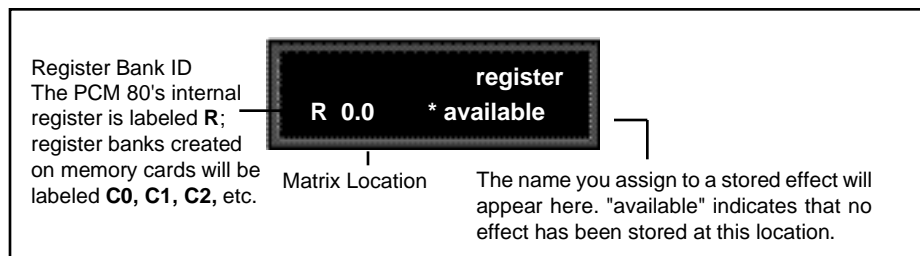 Register Bank ID
The PCM 80's internal
register is labeled R;
register banks created
on memory cards will be
labeled C0, C1, C2, etc.
register
R 0.0 * available
Matrix Location
The name you assign to a stored effect will
appear here. "available" indicates that no
effect has been stored at this location.